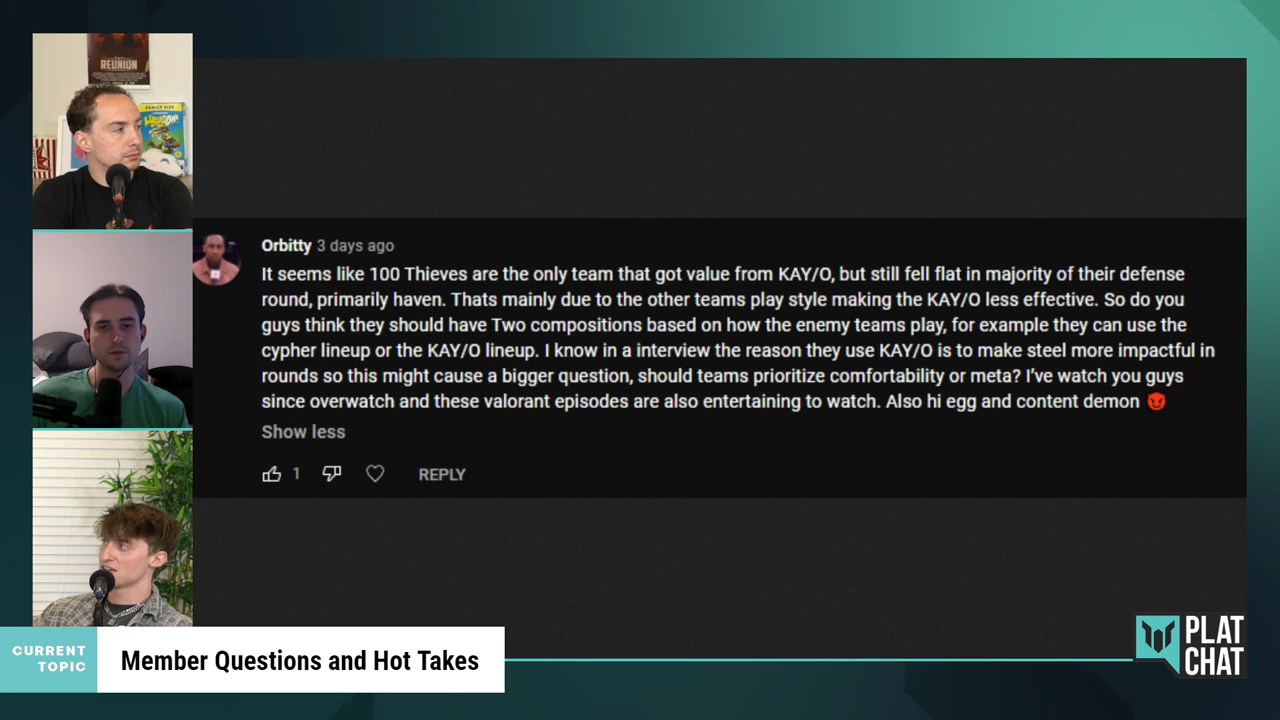 REUNION
FAMILY SIZE
Orbitty 3 days ago
It seems like 100 Thieves are the only team that got value from KAY/O, but still fell flat in majority of their defense
round, primarily haven. Thats mainly due to the other teams play style making the KAY/O less effective. So do you
guys think they should have Two compositions based on how the enemy teams play, for example they can use the
cypher lineup or the KAY/O lineup. I know in a interview the reason they use KAY/O is to make steel more impactful in
rounds so this might cause a bigger question, should teams prioritize comfortability or meta? I've watch you guys
since overwatch and these valorant episodes are also entertaining to watch. Also hi egg and content demon 😈
Show less
1
REPLY
CURRENT
TOPIC
Member Questions and Hot Takes
PLAT
CHAT